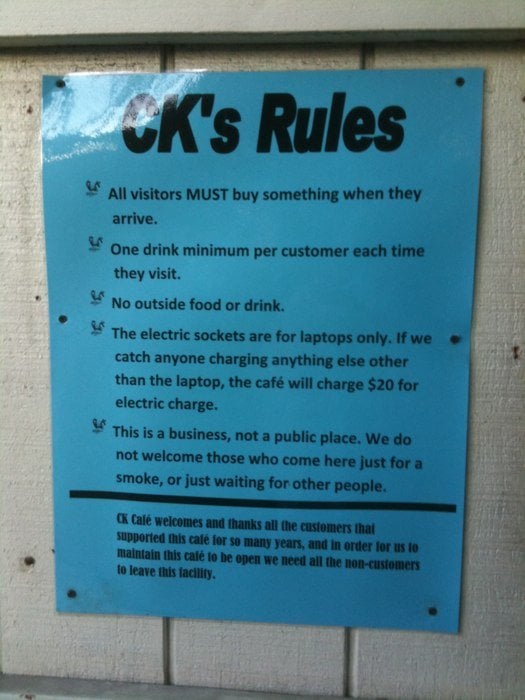 CK's Rules
All visitors MUST buy something when they
arrive.
One drink minimum per customer each time
they visit.
No outside food or drink.
The electric sockets are for laptops only. If we
catch anyone charging anything else other
than the laptop, the café will charge $20 for
electric charge.
This is a business, not a public place. We do
not welcome those who come here just for a
smoke, or just waiting for other people.
CK Café welcomes and thanks all the customers that
supported this café for so many years, and in order for us to
maintain this café to be open we need all the non-customers
to leave this facility.